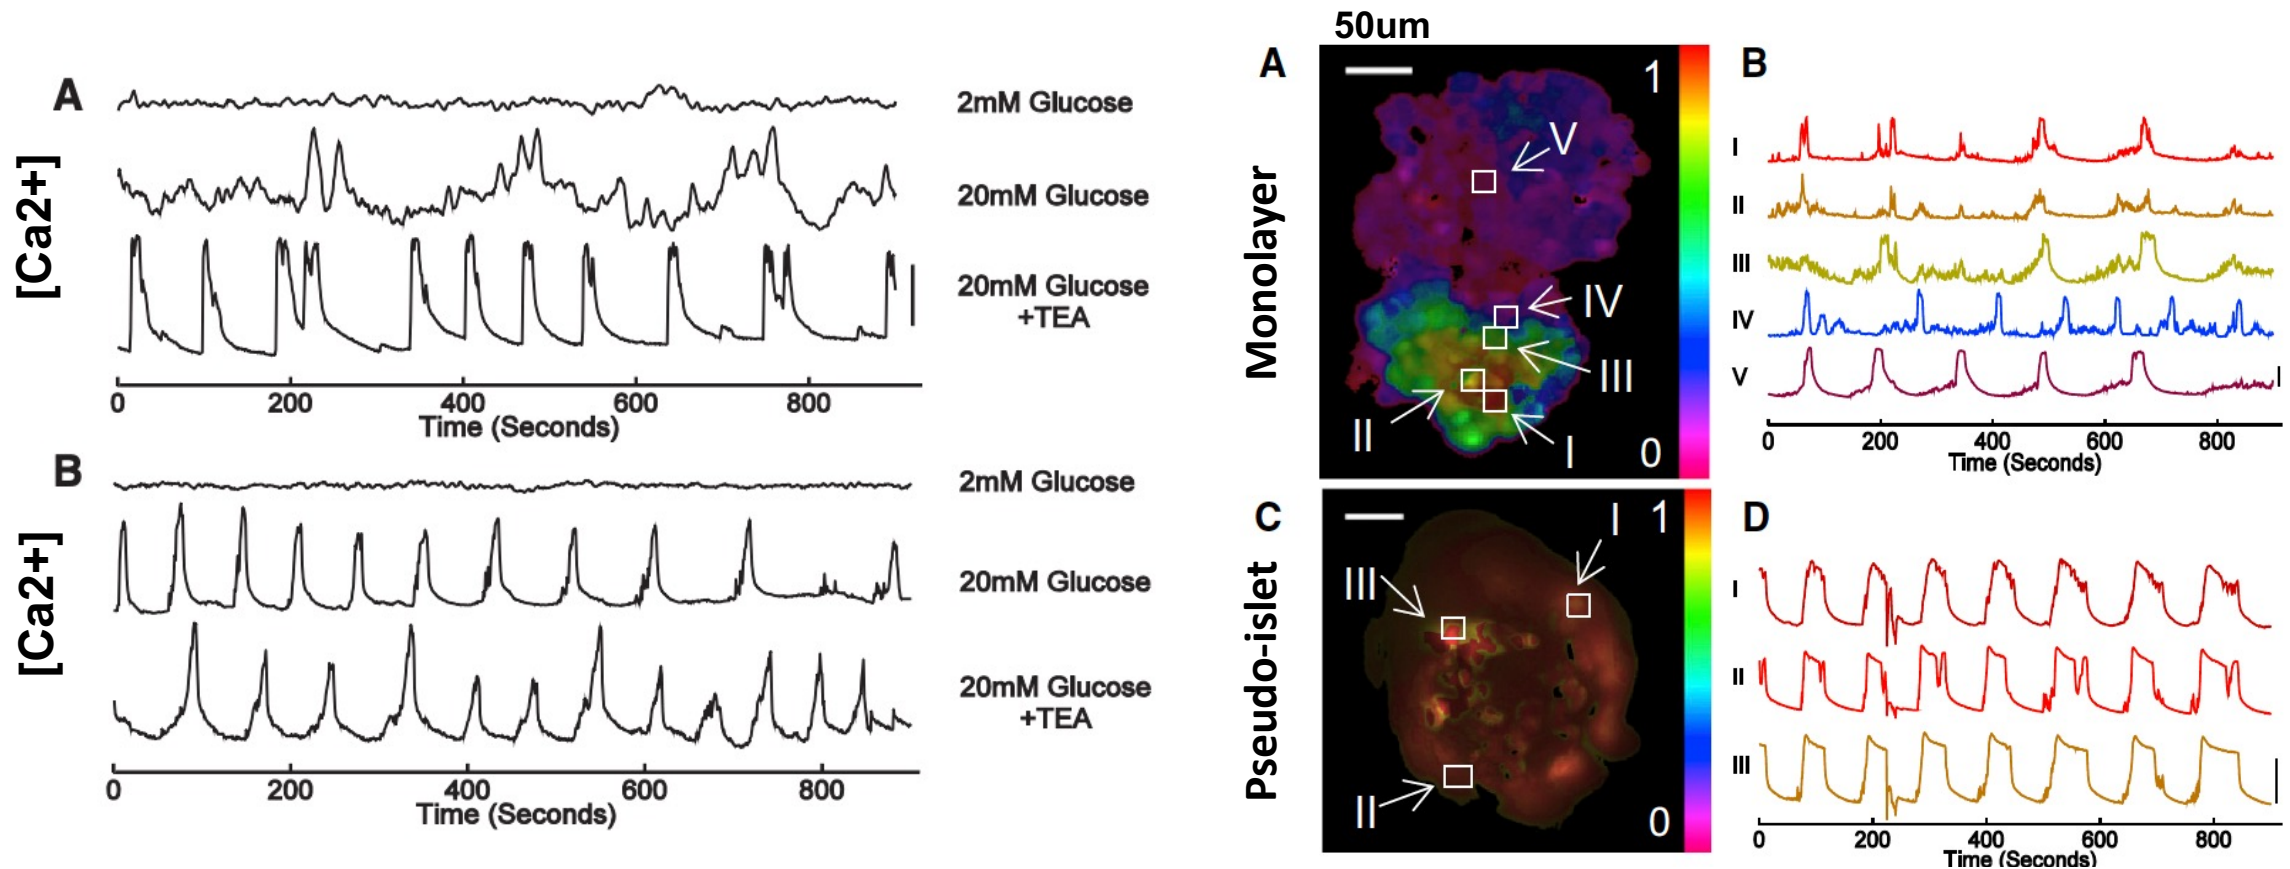 A
[Ca2+]
2mM Glucose
20mM Glucose
20mM Glucose
+TEA
0 200 400 600 800
Time (Seconds)
B
[Ca2+]
2mM Glucose
20mM Glucose
20mM Glucose
+TEA
0 200 400 600 800
Time (Seconds)
50um
A
Monolayer
1
V
IV
III
II
I
0
B
I
II
III
IV
V
0 200 400 600 800
Time (Seconds)
C
Pseudo-islet
I
1
III
II
0
D
I
II
III
0 200 400 600 800
Time (Seconds)